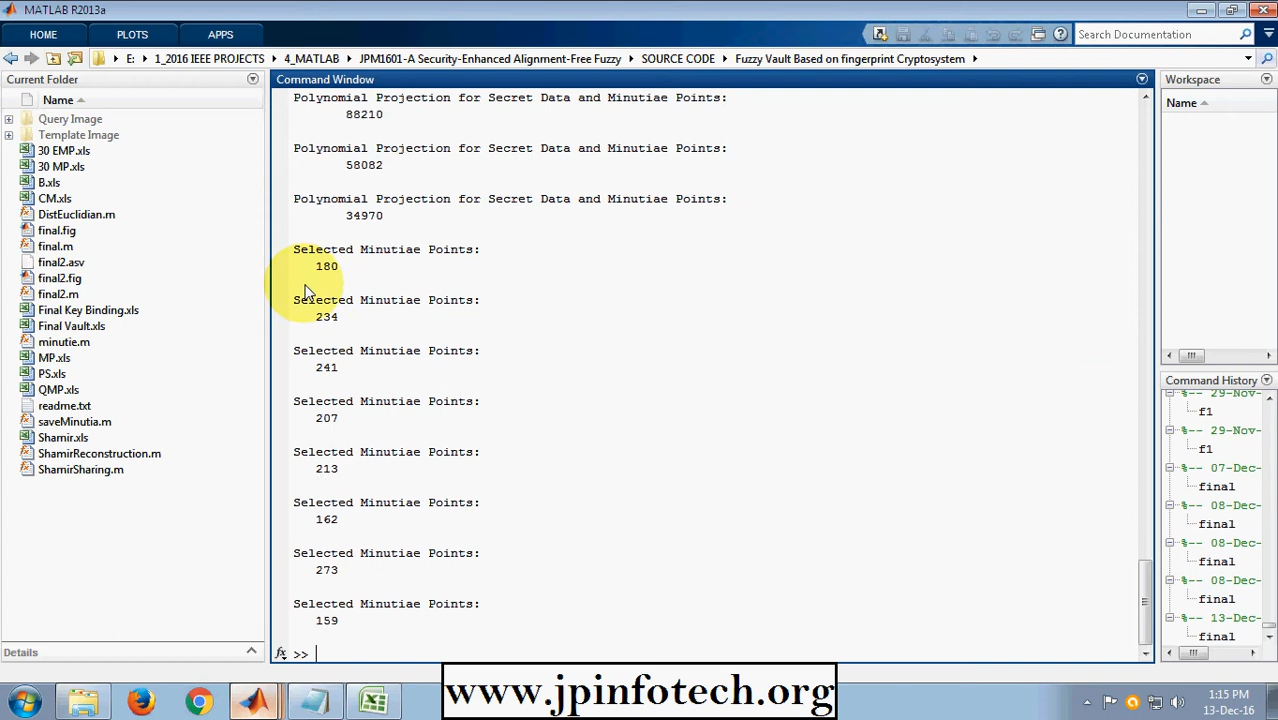 MATLAB R2013a
HOME PLOTS APPS
Search Documentation
E: 1_2016 IEEE PROJECTS 4_MATLAB JPM1601-A Security-Enhanced Alignment-Free Fuzzy SOURCE CODE Fuzzy Vault Based on fingerprint Cryptosystem
Current Folder
Name
Query Image
Template Image
30 EMP.xls
30 MP.xls
B.xls
CM.xls
DistEuclidian.m
final.fig
final.m
final2.asv
final2.fig
final2.m
Final Key Binding.xls
Final Vault.xls
minutie.m
MP.xls
PS.xls
QMP.xls
readme.txt
saveMinutia.m
Shamir.xls
ShamirReconstruction.m
ShamirSharing.m
Details
Command Window
Polynomial Projection for Secret Data and Minutiae Points:
88210
Polynomial Projection for Secret Data and Minutiae Points:
58082
Polynomial Projection for Secret Data and Minutiae Points:
34970
Selected Minutiae Points:
180
Selected Minutiae Points:
234
Selected Minutiae Points:
241
Selected Minutiae Points:
207
Selected Minutiae Points:
213
Selected Minutiae Points:
162
Selected Minutiae Points:
273
Selected Minutiae Points:
159
fx >>
Workspace
Name
Command History
%-- 29-Nov-
f1
%-- 29-Nov-
f1
%-- 07-Dec-
final
%-- 08-Dec-
final
%-- 08-Dec-
final
%-- 08-Dec-
final
%-- 13-Dec-
final
www.jpinfotech.org
1:15 PM
13-Dec-16